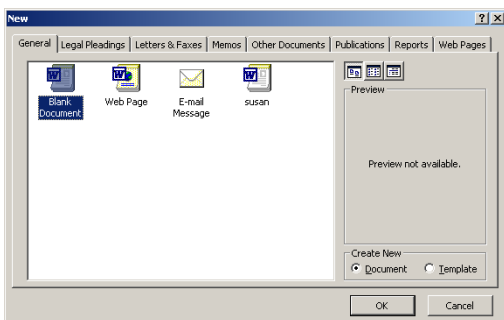 New
General Legal Pleadings Letters & Faxes Memos Other Documents Publications Reports Web Pages
Blank Document
Web Page
E-mail Message
susan
Preview
Preview not available.
Create New
Document Template
OK Cancel